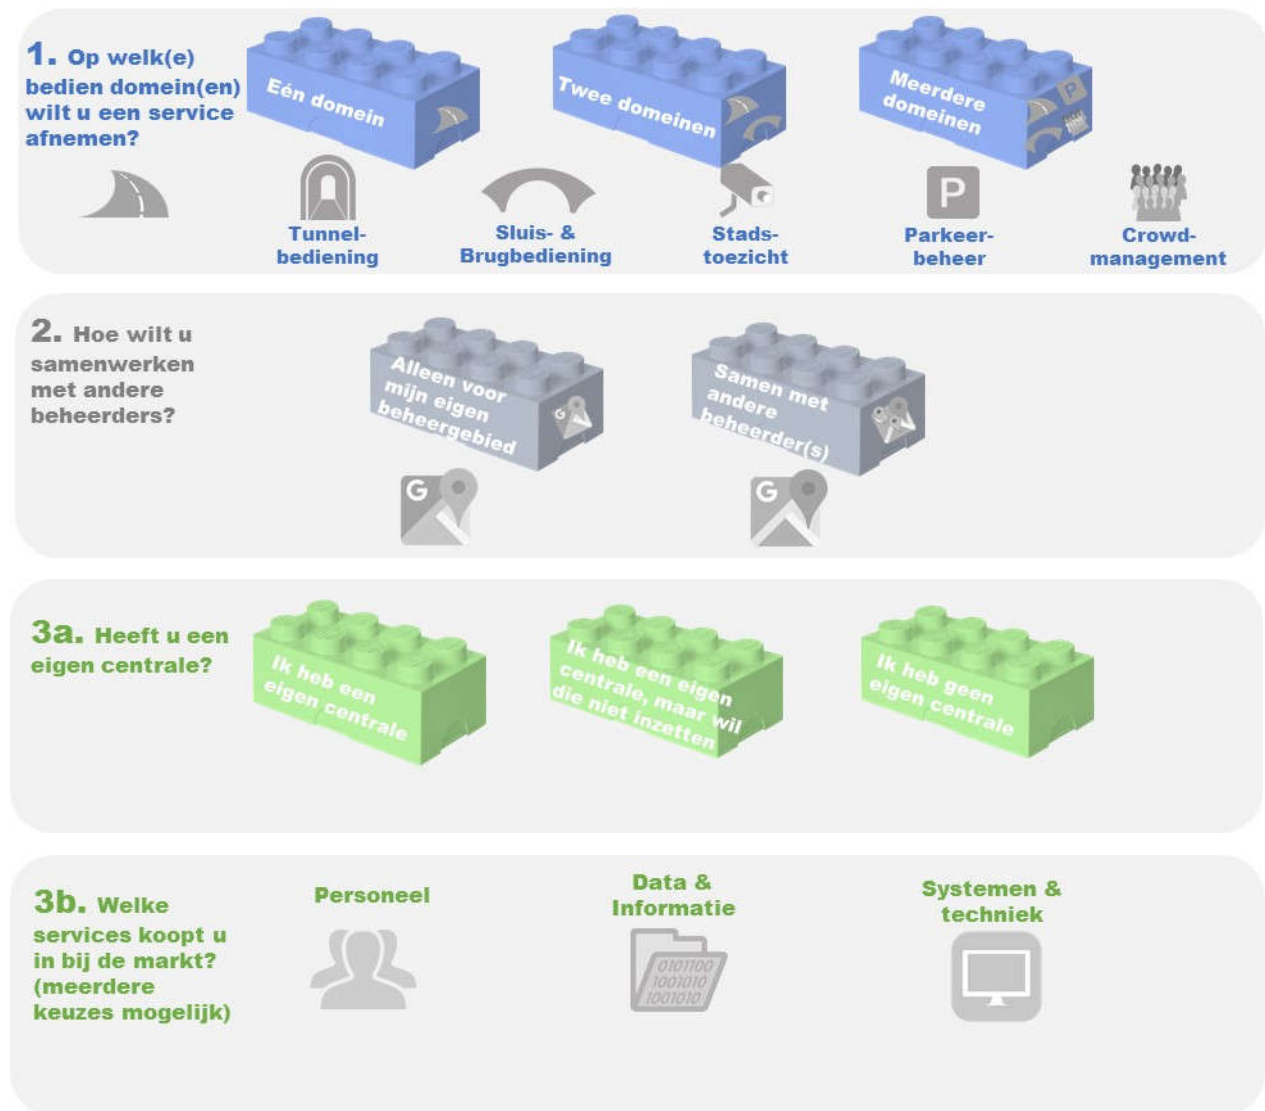 1. Op welk(e)
bedien domein(en)
wilt u een service
afnemen?
Eén domein
Twee domeinen
Meerdere
domeinen
P
P
Tunnel-
bediening
Sluis- &
Brugbediening
Stads-
toezicht
Parkeer-
beheer
Crowd-
management
2. Hoe wilt u
samenwerken
met andere
beheerders?
Alleen voor
mijn eigen
beheergebied
G
Samen met
andere
beheerder(s)
G
G
3a. Heeft u een
eigen centrale?
Ik heb een
eigen centrale
Ik heb een eigen
centrale, maar wil
die niet inzetten
Ik heb geen
eigen centrale
3b. Welke
services koopt u
in bij de markt?
(meerdere
keuzes mogelijk)
Personeel
Data &
Informatie
0101100
1001010
1001010
Systemen &
techniek